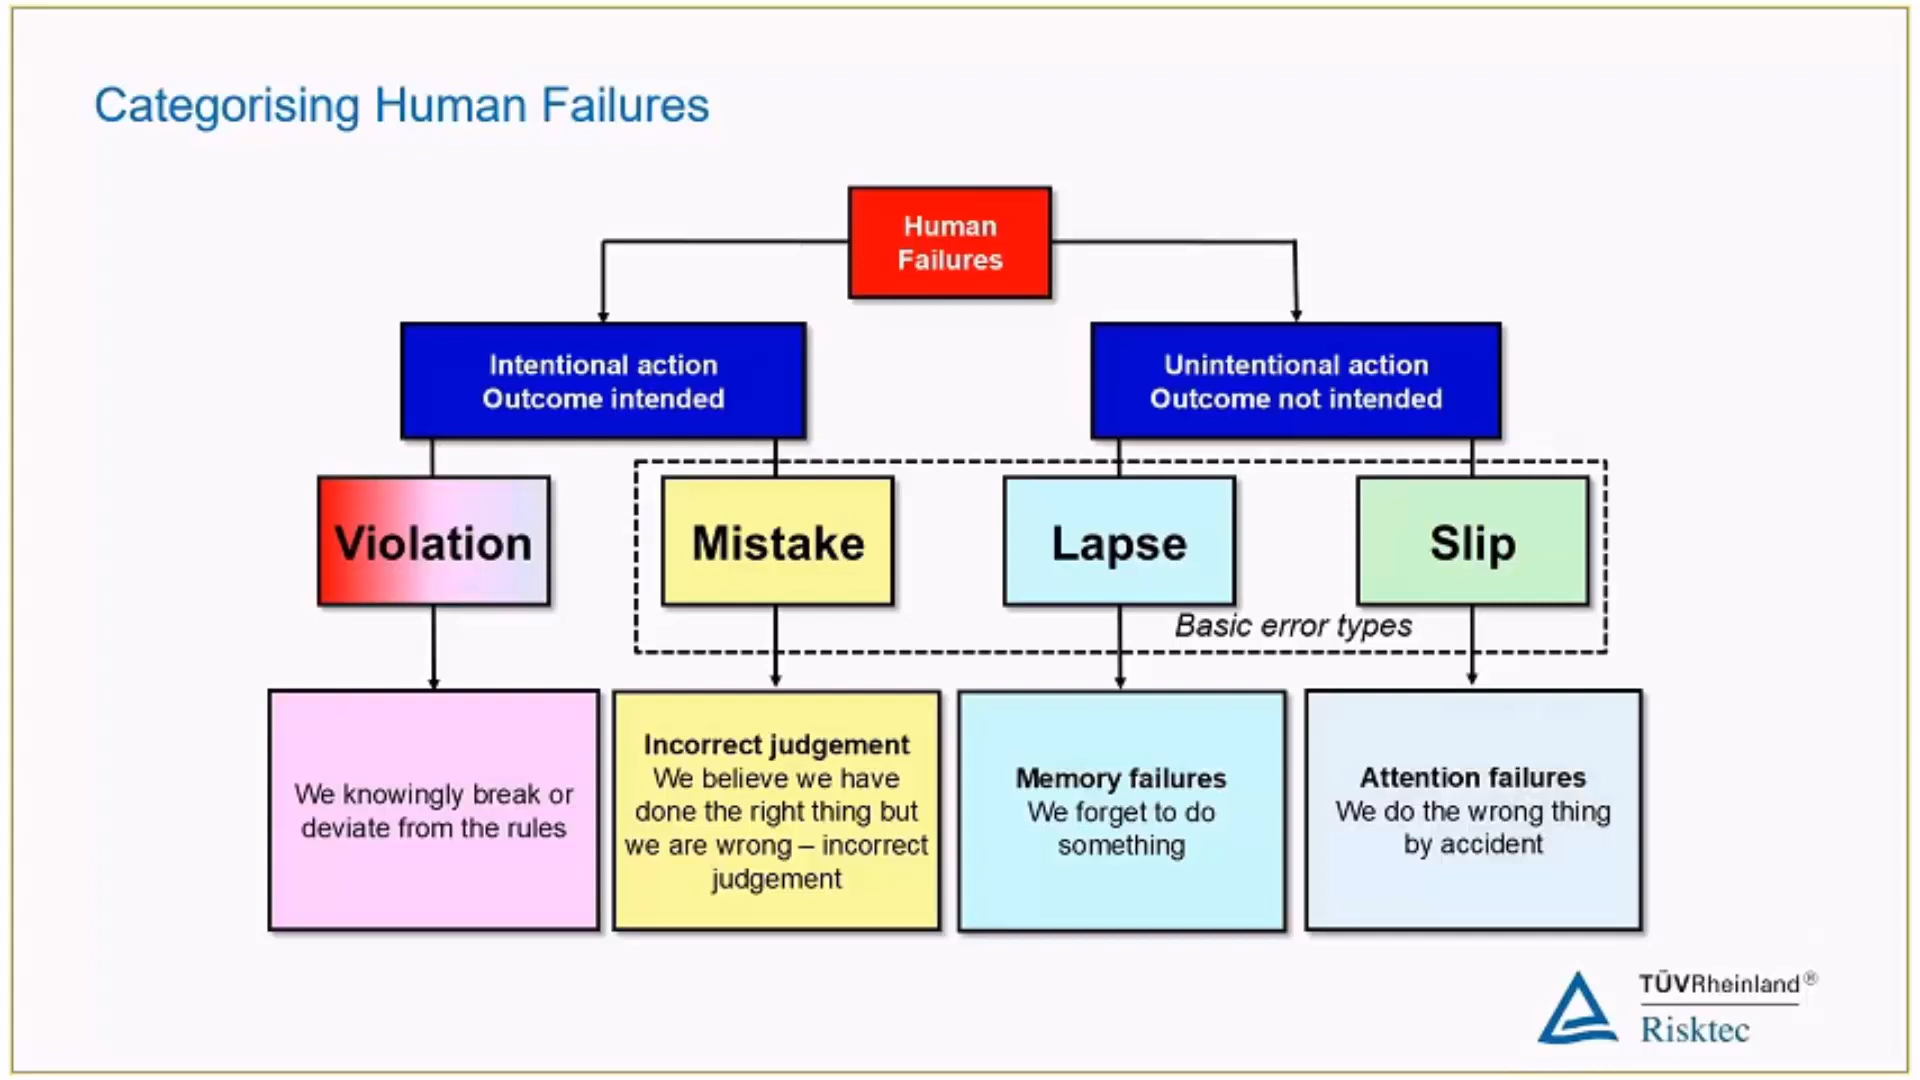 Categorising Human Failures
Human
Failures
Intentional action
Outcome intended
Unintentional action
Outcome not intended
Violation
Mistake
Lapse
Slip
Basic error types
We knowingly break or
deviate from the rules
Incorrect judgement
We believe we have
done the right thing but
we are wrong – incorrect
judgement
Memory failures
We forget to do
something
Attention failures
We do the wrong thing
by accident
TÜVRheinland®
Risktec